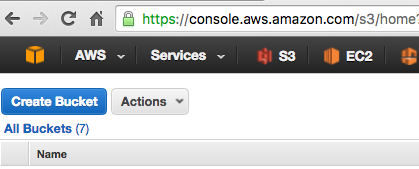 https://console.aws.amazon.com/s3/home?
AWS Services S3 EC2
Create Bucket Actions
All Buckets (7)
Name